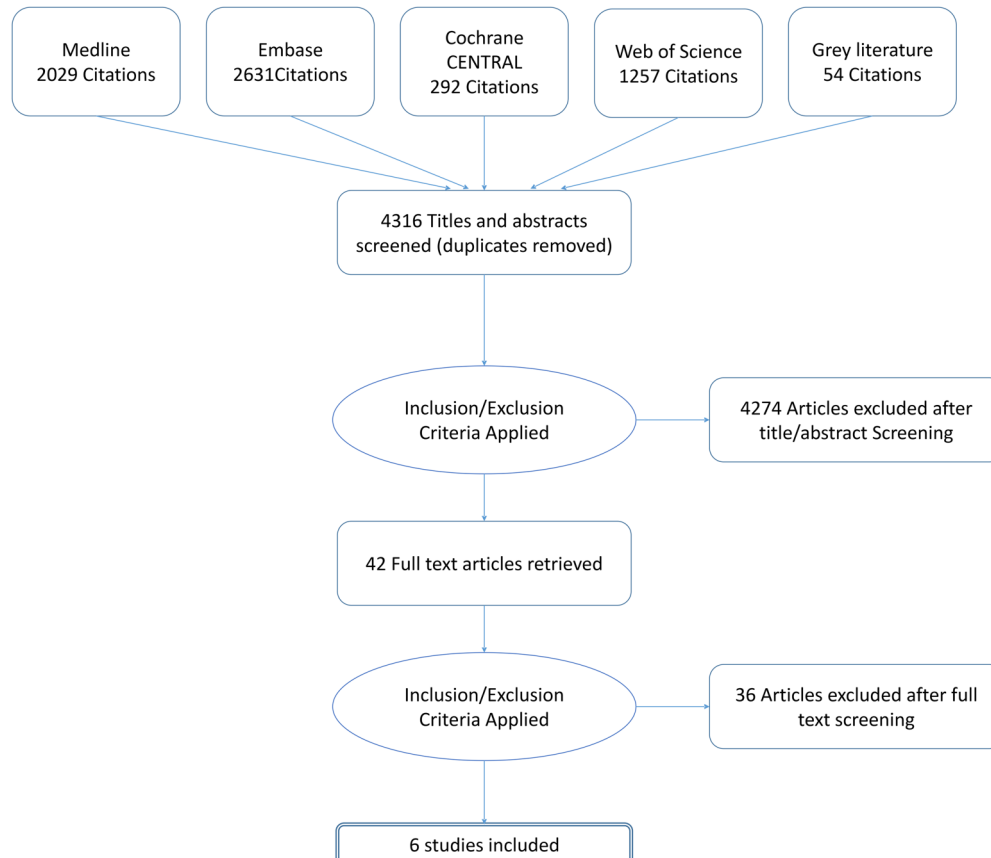 Medline
2029 Citations
Embase
2631Citations
Cochrane
CENTRAL
292 Citations
Web of Science
1257 Citations
Grey literature
54 Citations
4316 Titles and abstracts
screened (duplicates removed)
Inclusion/Exclusion
Criteria Applied
4274 Articles excluded after
title/abstract Screening
42 Full text articles retrieved
Inclusion/Exclusion
Criteria Applied
36 Articles excluded after full
text screening
6 studies included